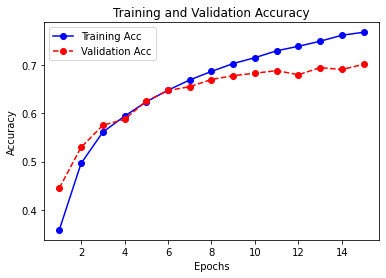 Training and Validation Accuracy
Training Acc
Validation Acc
0.7
0.6
0.5
0.4
Accuracy
2 4 6 8 10 12 14
Epochs